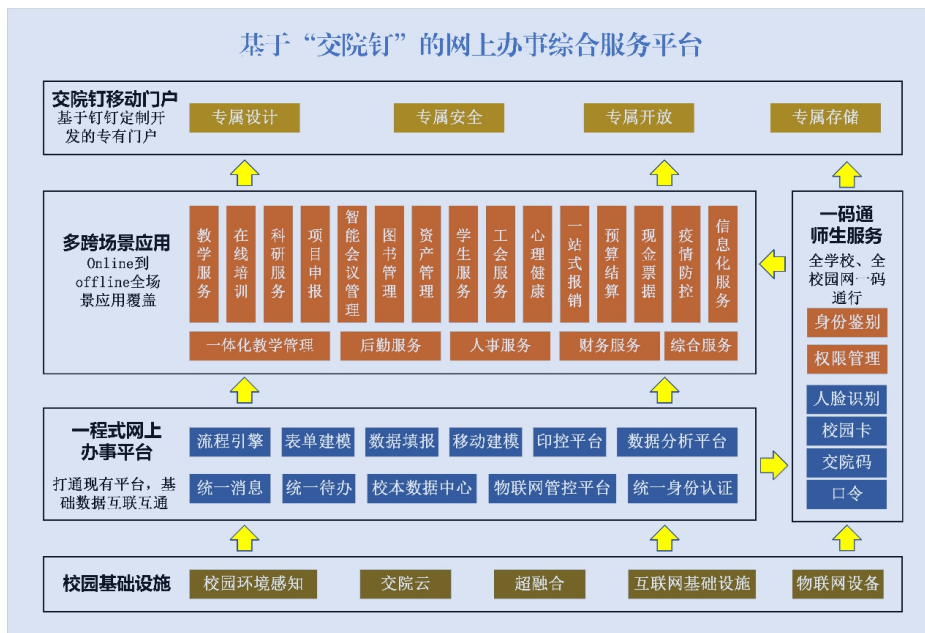 基于“交院钉”的网上办事综合服务平台
交院钉移动门户
基于钉钉定制开
发的专有门户
专属设计
专属安全
专属开放
专属存储
多跨场景应用
Online到
offline全场
景应用覆盖
教学服务
在线培训
科研服务
项目申报
智能会议管理
图书管理
资产管理
学生服务
工会服务
心理健康
一站式报销
预算结算
现金票据
疫情防控
信息化服务
一体化教学管理
后勤服务
人事服务
财务服务
综合服务
一码通
师生服务
全学校、全
校园网一码
通行
身份鉴别
权限管理
人脸识别
校园卡
交院码
口令
一程式网上
办事平台
打通现有平台，基
础数据互联互通
流程引擎
表单建模
数据填报
移动建模
印控平台
数据分析平台
统一消息
统一待办
校本数据中心
物联网管控平台
统一身份认证
校园基础设施
校园环境感知
交院云
超融合
互联网基础设施
物联网设备